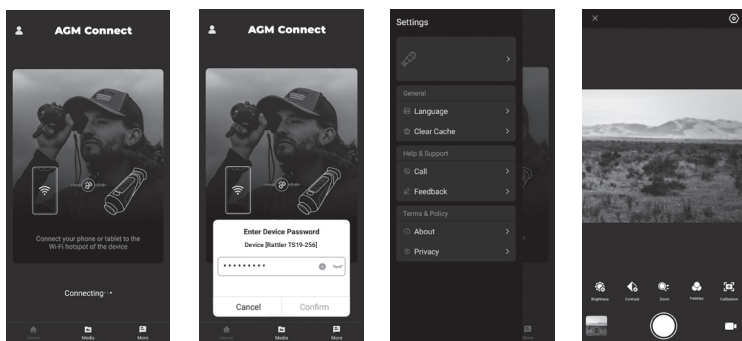 AGM Connect
Connect your phone or tablet to the
Wi-Fi hotspot of the device
Connecting···
Home
Media
More
AGM Connect
Enter Device Password
Device [Rattler TS19-256]
•••••••••
Cancel
Confirm
Home
Media
More
Settings
General
Language
Clear Cache
Help & Support
Call
Feedback
Terms & Policy
About
Privacy
More
Brightness
Contrast
Zoom
Palettes
Calibration